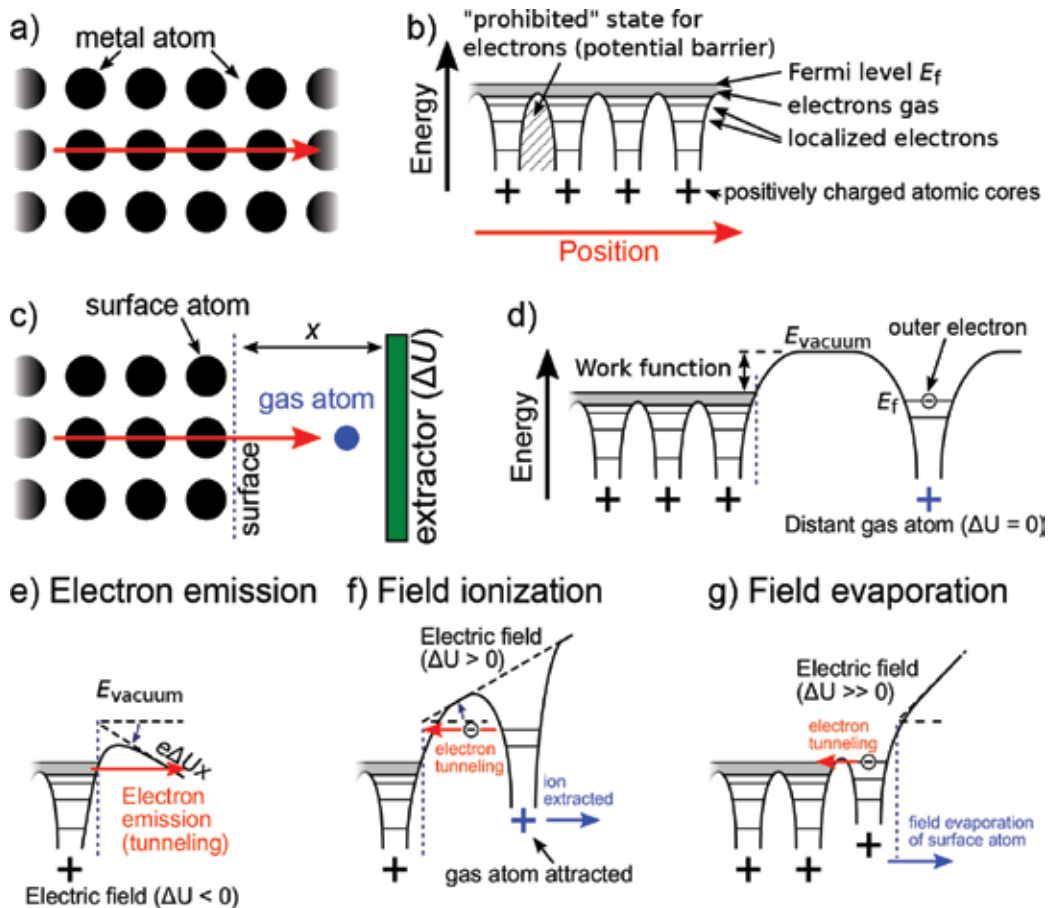 a)
metal atom
b)
"prohibited" state for
electrons (potential barrier)
Energy
Fermi level Ef
electrons gas
localized electrons
+ + + +
positively charged atomic cores
Position
c)
surface atom
x
gas atom
surface
extractor (ΔU)
d)
Evacuum
outer electron
Work function
Energy
Ef
+ + + +
Distant gas atom (ΔU = 0)
e) Electron emission
Evacuum
eΔUx
Electron
emission
(tunneling)
+
Electric field (ΔU < 0)
f) Field ionization
Electric field
(ΔU > 0)
electron
tunneling
ion
extracted
+ +
gas atom attracted
g) Field evaporation
Electric field
(ΔU >> 0)
electron
tunneling
+ + +
field evaporation
of surface atom